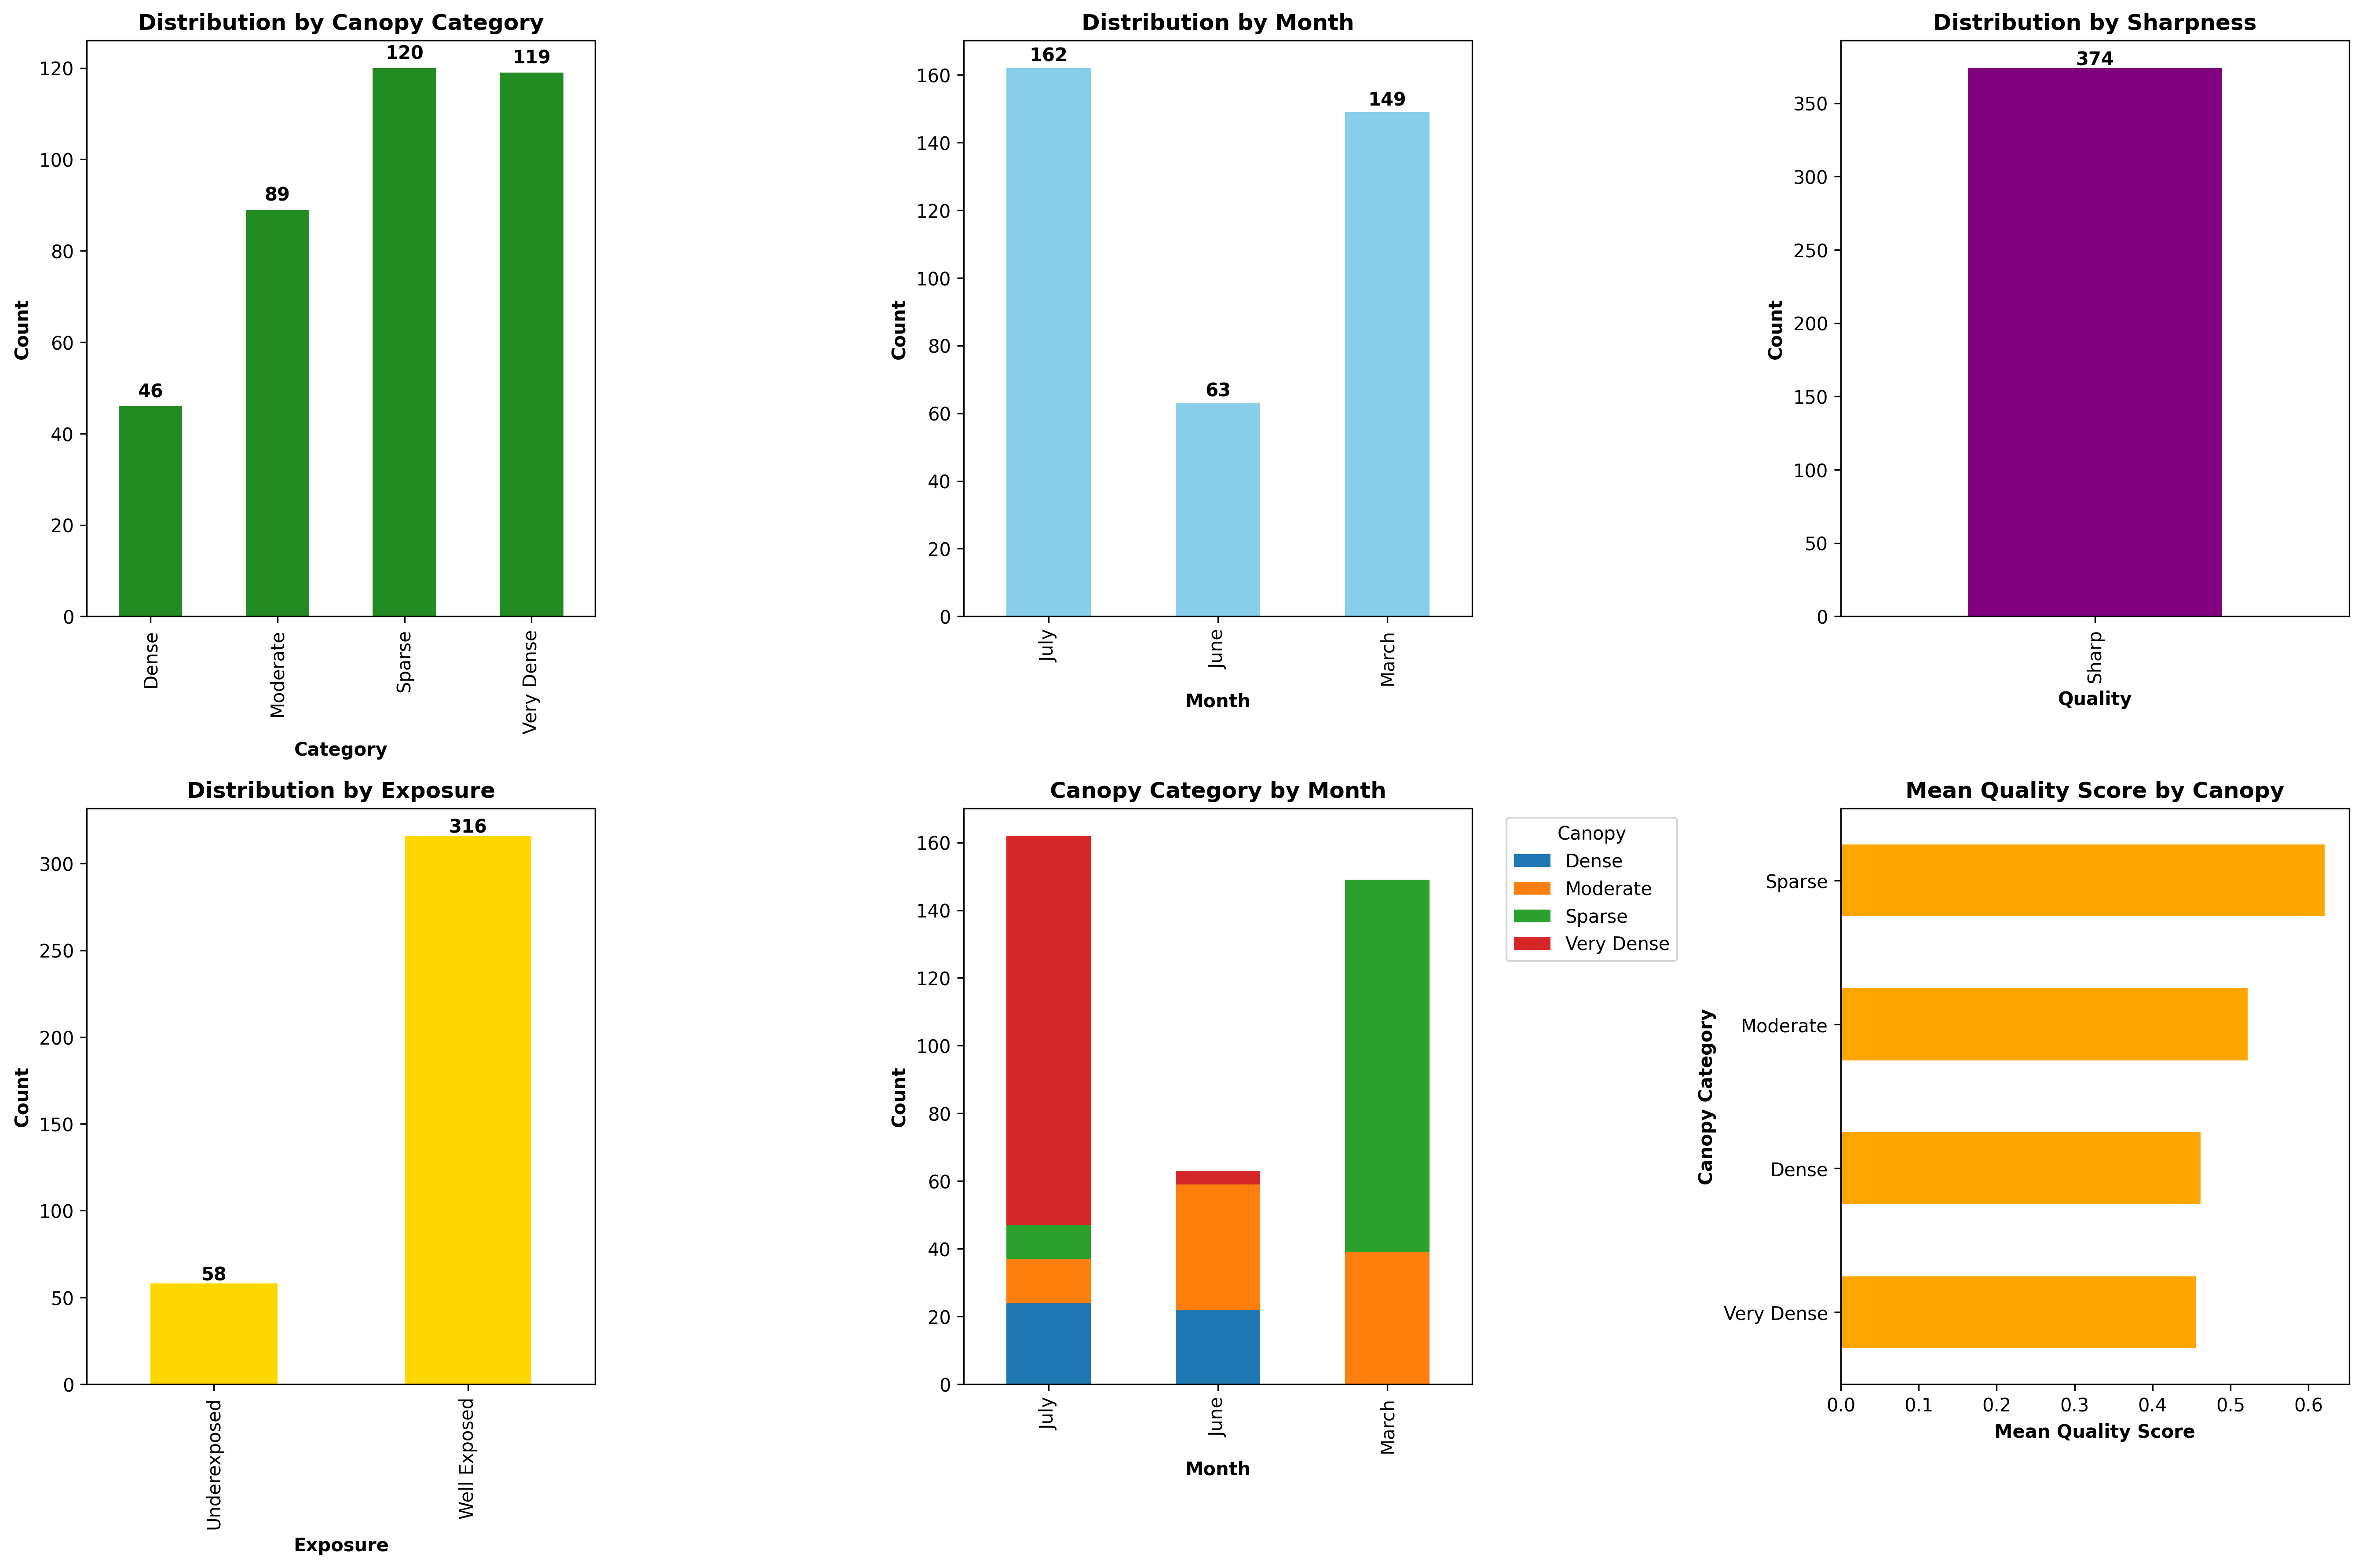 Distribution by Canopy Category
120
119
89
46
120
100
80
60
40
20
0
Count
Dense
Moderate
Sparse
Very Dense
Category
Distribution by Month
162
149
63
160
140
120
100
80
60
40
20
0
Count
July
June
March
Month
Distribution by Sharpness
374
350
300
250
200
150
100
50
0
Count
Sharp
Quality
Distribution by Exposure
316
58
300
250
200
150
100
50
0
Count
Underexposed
Well Exposed
Exposure
Canopy Category by Month
160
140
120
100
80
60
40
20
0
Count
July
June
March
Month
Canopy
Dense
Moderate
Sparse
Very Dense
Mean Quality Score by Canopy
Canopy Category
Sparse
Moderate
Dense
Very Dense
0.0 0.1 0.2 0.3 0.4 0.5 0.6
Mean Quality Score